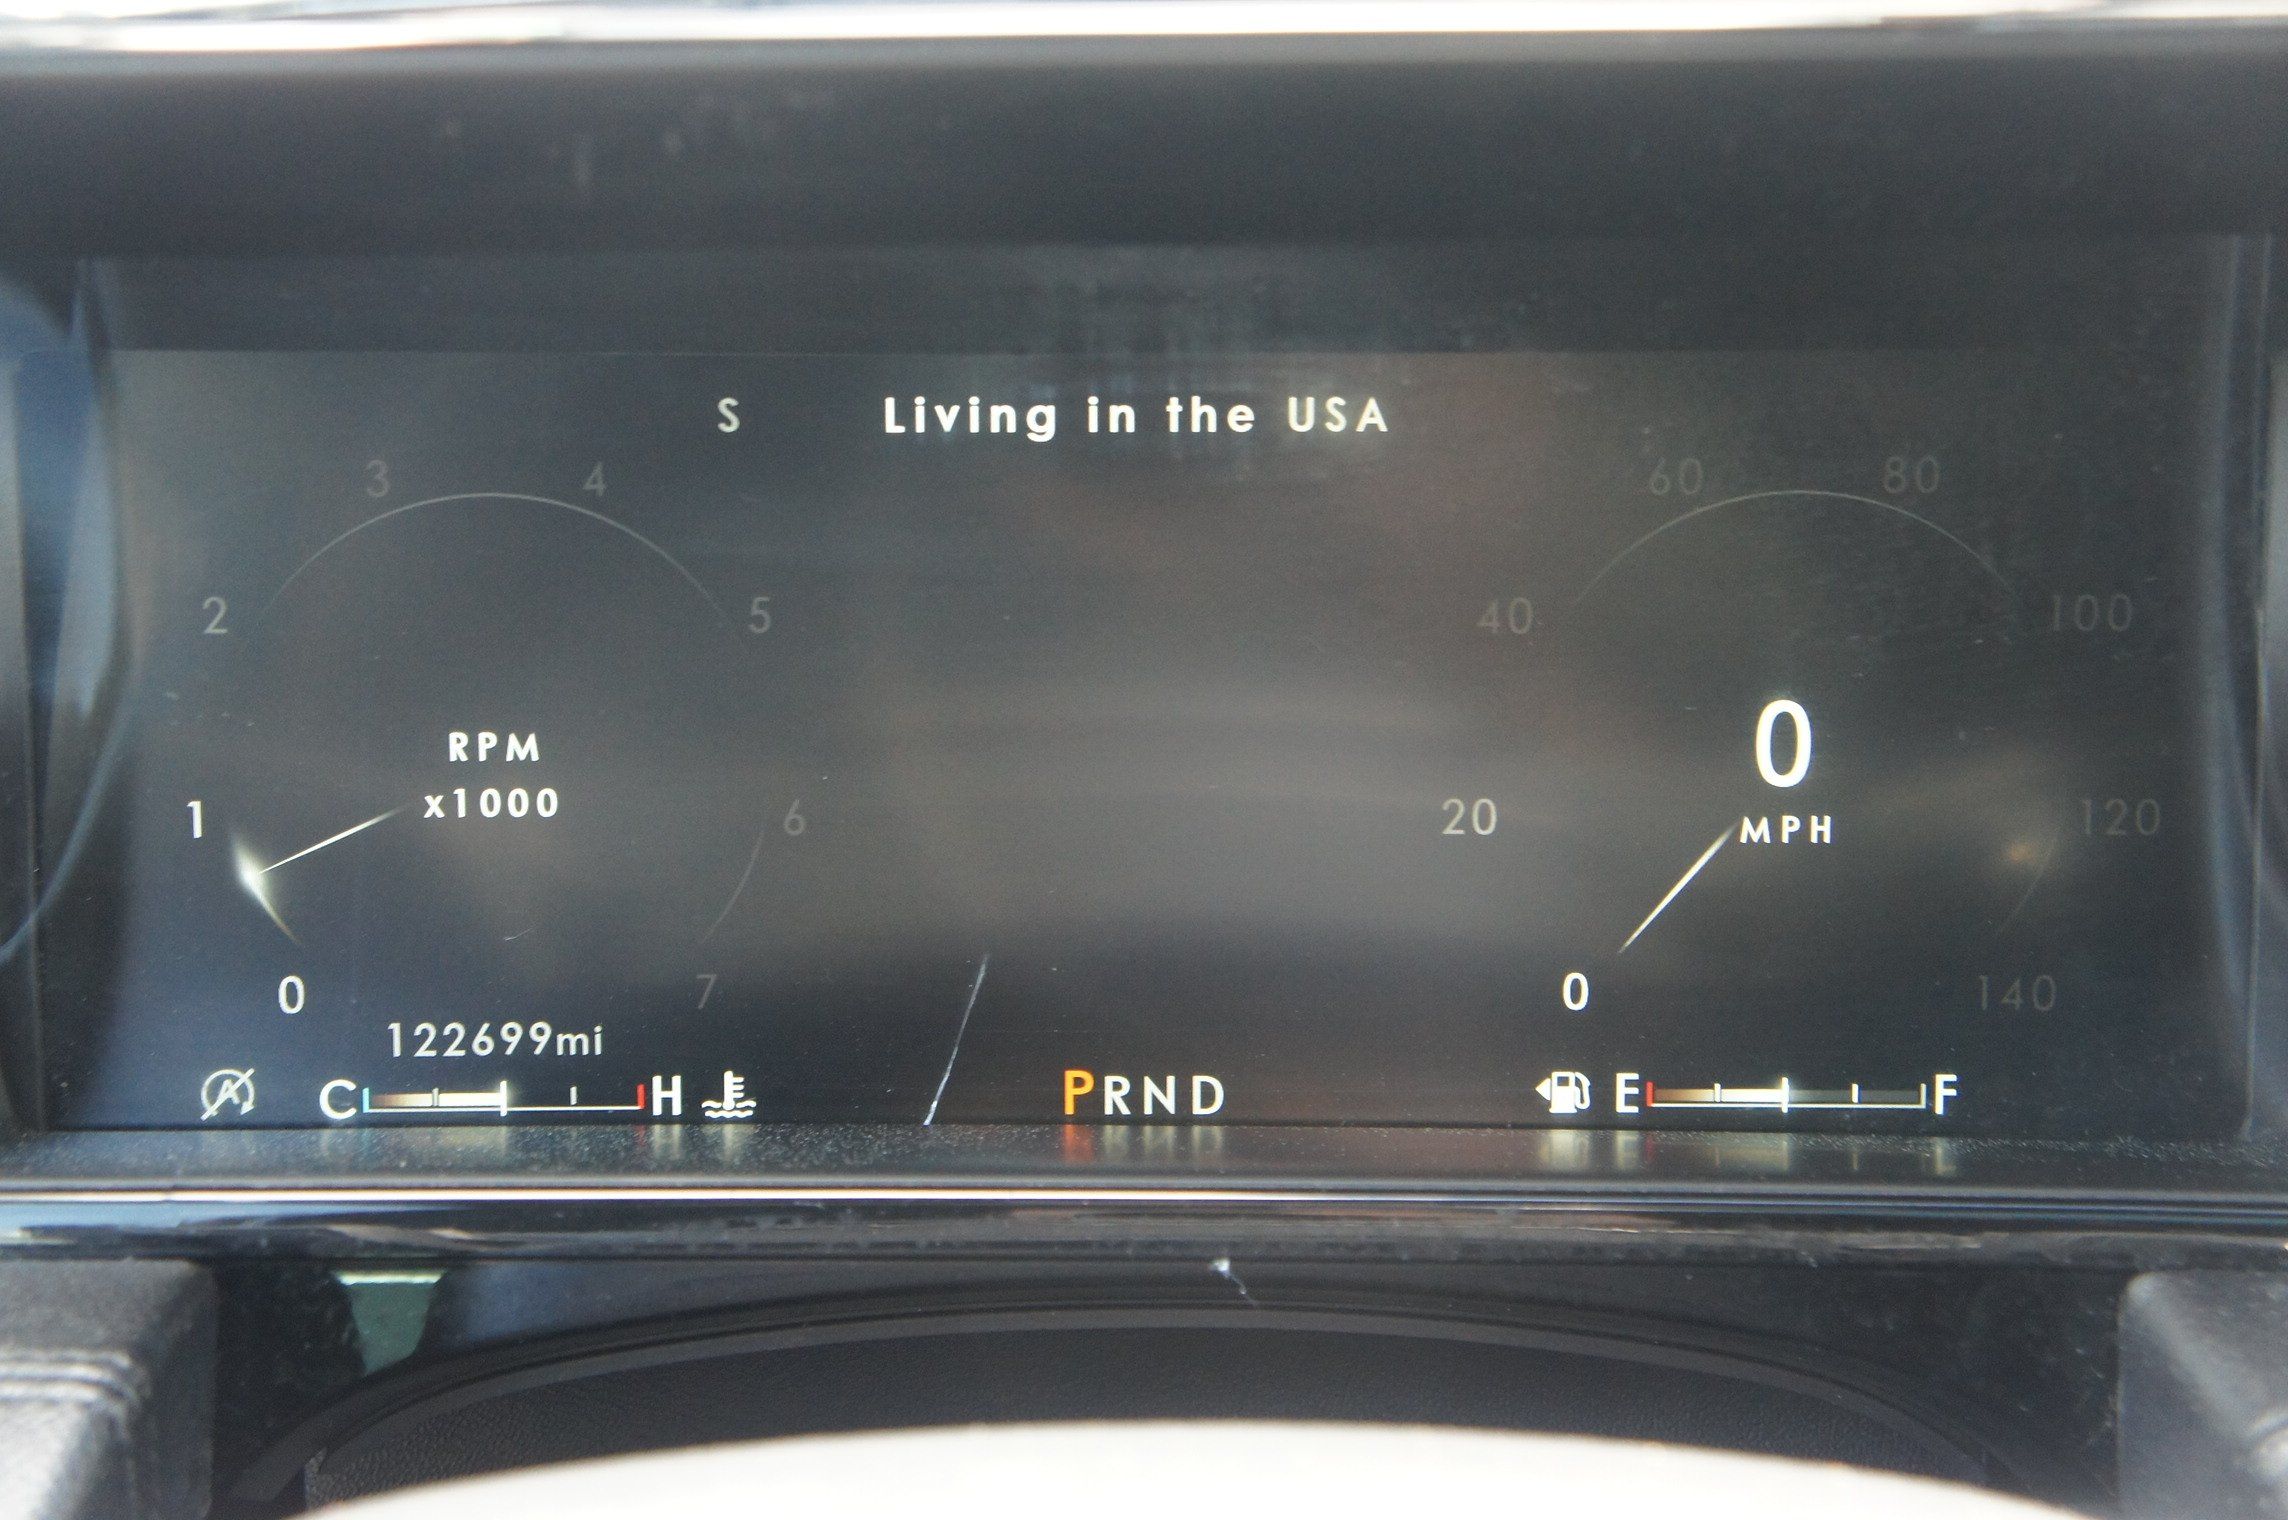 S Living in the USA
3 4 60 80
2 5 40 100
RPM 0
x1000 MPH
1 6 20 120
0 7 0 140
122699mi
A C H PRND E F